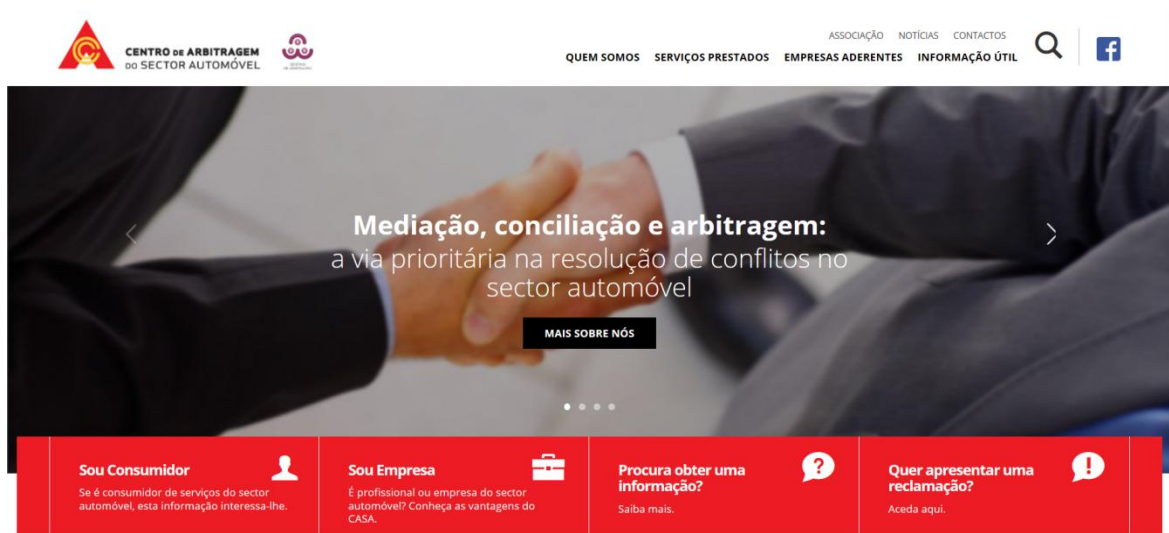 CENTRO DE ARBITRAGEM
DO SECTOR AUTOMÓVEL
ASSOCIAÇÃO NOTÍCIAS CONTACTOS
QUEM SOMOS SERVIÇOS PRESTADOS EMPRESAS ADERENTES INFORMAÇÃO ÚTIL
Mediação, conciliação e arbitragem:
a via prioritária na resolução de conflitos no
sector automóvel
MAIS SOBRE NÓS
Sou Consumidor
Se é consumidor de serviços do sector
automóvel, esta informação interessa-lhe.
Sou Empresa
É profissional ou empresa do sector
automóvel? Conheça as vantagens do
CASA.
Procura obter uma
informação?
Saiba mais.
Quer apresentar uma
reclamação?
Aceda aqui.